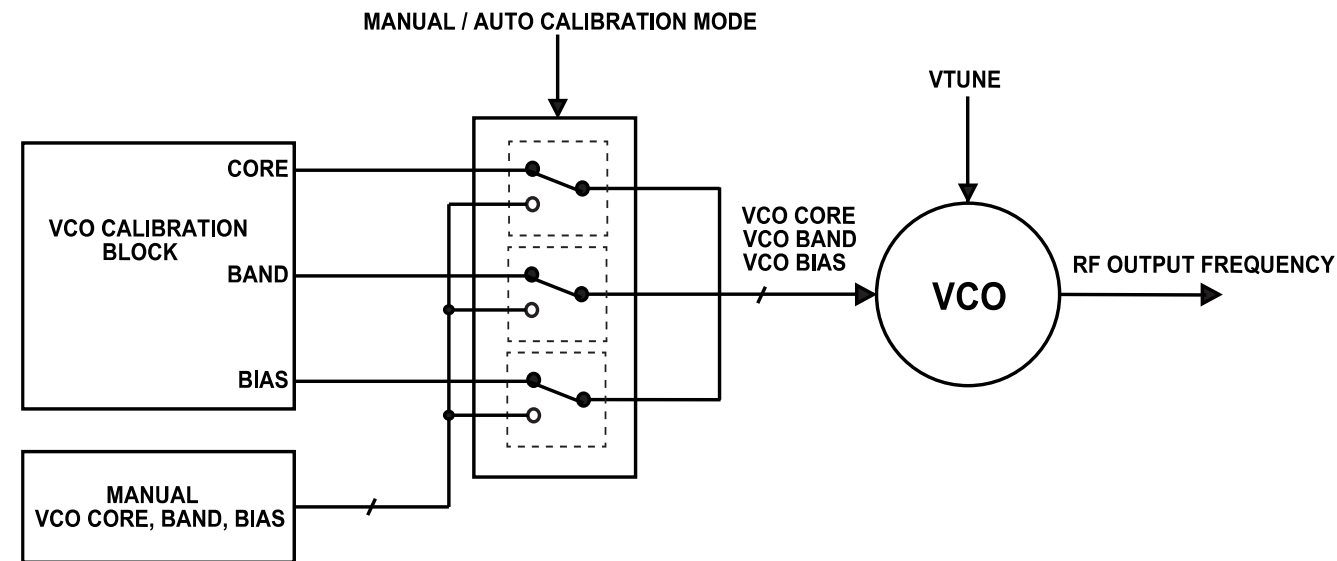 MANUAL / AUTO CALIBRATION MODE
VTUNE
CORE
VCO CALIBRATION
BLOCK
BAND
BIAS
VCO CORE
VCO BAND
VCO BIAS
VCO
RF OUTPUT FREQUENCY
MANUAL
VCO CORE, BAND, BIAS